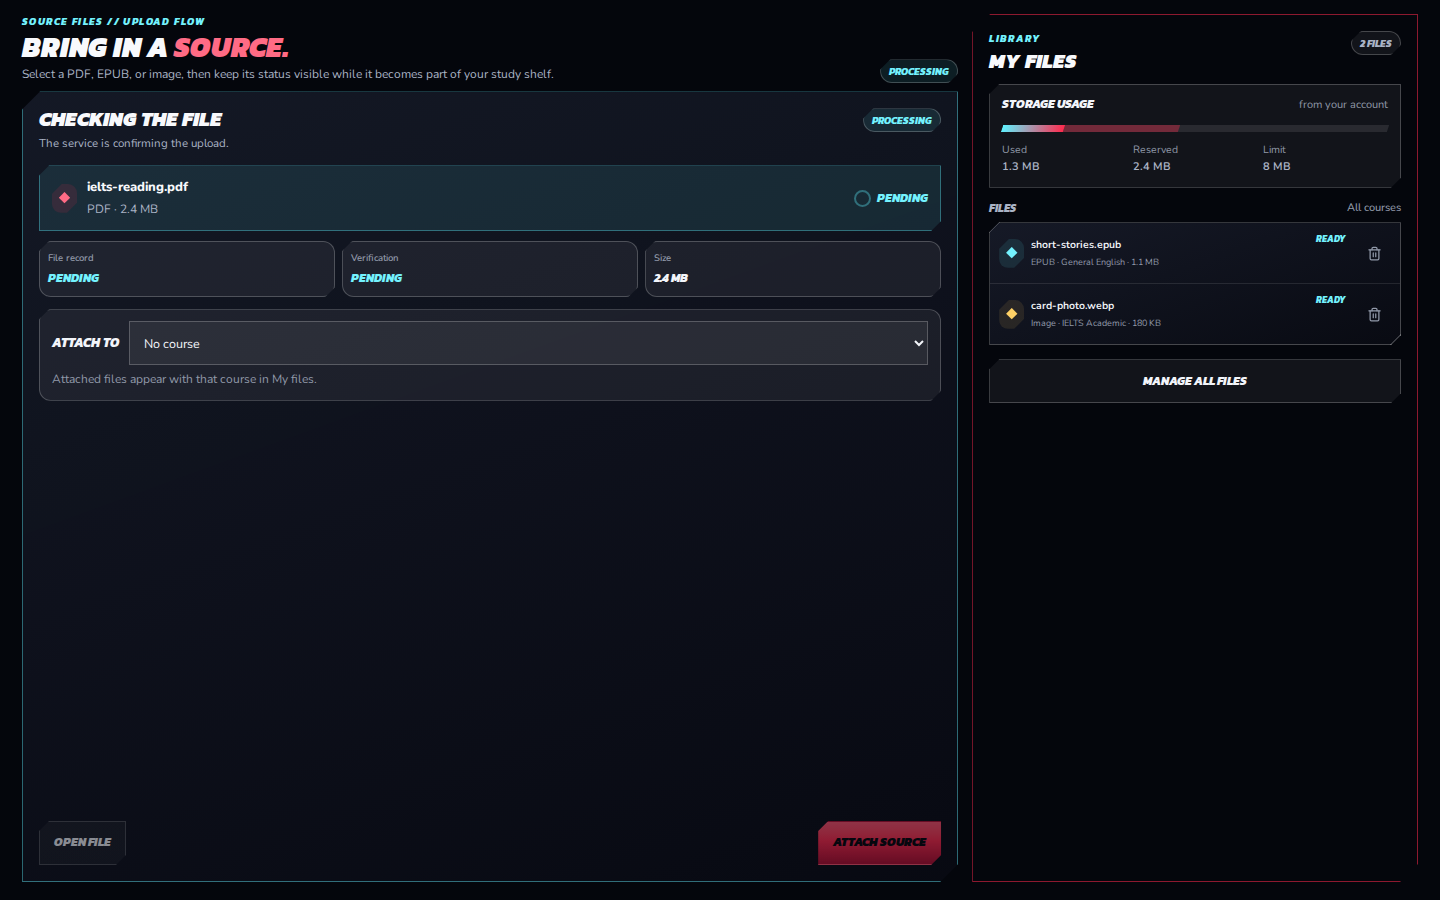 SOURCE FILES // UPLOAD FLOW
BRING IN A SOURCE.
Select a PDF, EPUB, or image, then keep its status visible while it becomes part of your study shelf.
PROCESSING
CHECKING THE FILE
The service is confirming the upload.
PROCESSING
ielts-reading.pdf
PDF · 2.4 MB
PENDING
File record
PENDING
Verification
PENDING
Size
2.4 MB
ATTACH TO
No course
Attached files appear with that course in My files.
OPEN FILE
ATTACH SOURCE
LIBRARY
MY FILES
2 FILES
STORAGE USAGE
from your account
Used
1.3 MB
Reserved
2.4 MB
Limit
8 MB
FILES
All courses
short-stories.epub
EPUB · General English · 1.1 MB
READY
card-photo.webp
Image · IELTS Academic · 180 KB
READY
MANAGE ALL FILES